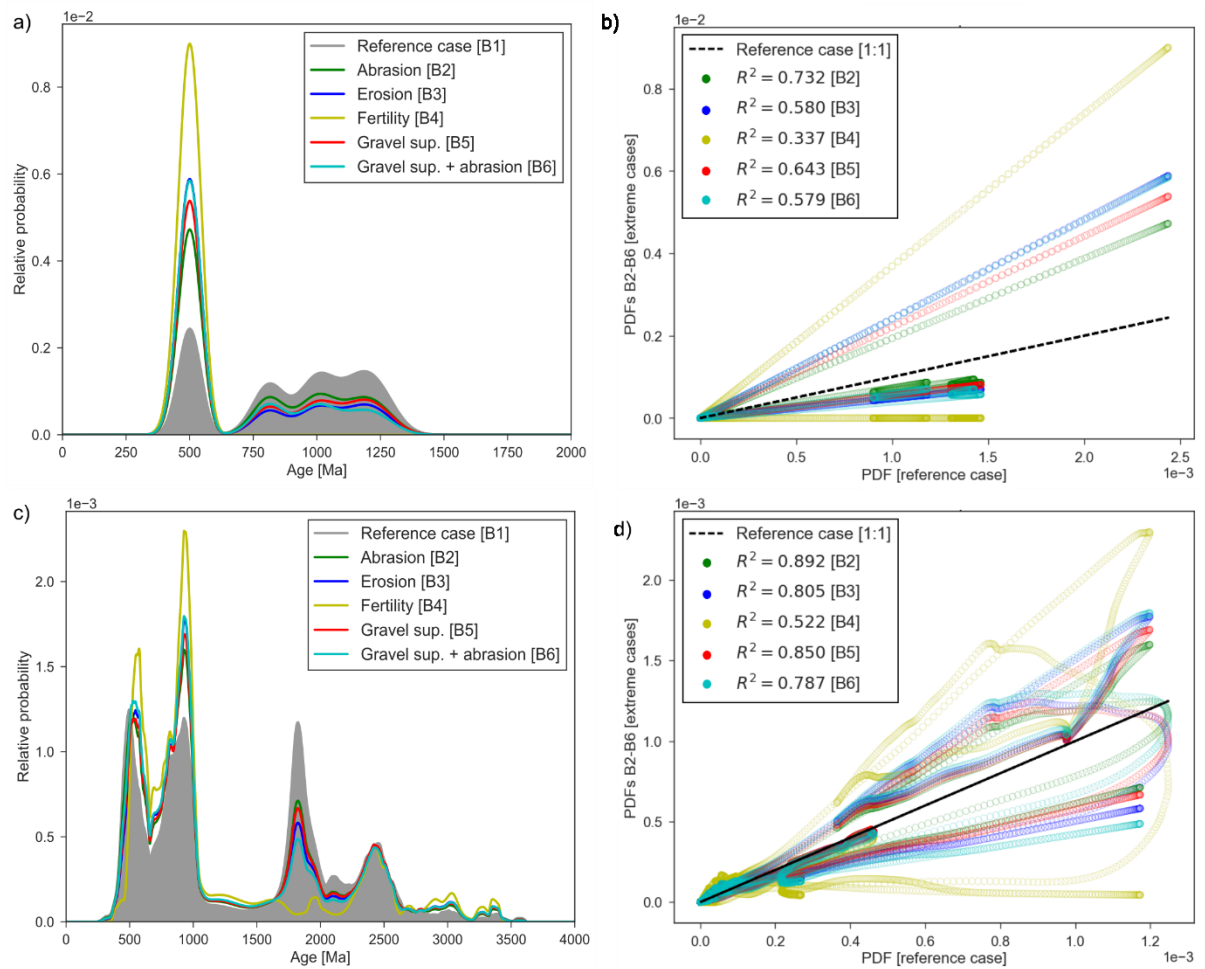 a)
1e−2
Relative probability
0.8
0.6
0.4
0.2
0.0
Reference case [B1]
Abrasion [B2]
Erosion [B3]
Fertility [B4]
Gravel sup. [B5]
Gravel sup. + abrasion [B6]
0
250
500
750
1000
1250
1500
1750
2000
Age [Ma]
b)
1e−2
PDFs B2-B6 [extreme cases]
0.8
0.6
0.4
0.2
0.0
Reference case [1:1]
R² = 0.732 [B2]
R² = 0.580 [B3]
R² = 0.337 [B4]
R² = 0.643 [B5]
R² = 0.579 [B6]
0.0
0.5
1.0
1.5
2.0
2.5
PDF [reference case]
1e−3
c)
1e−3
Relative probability
2.0
1.5
1.0
0.5
0.0
Reference case [B1]
Abrasion [B2]
Erosion [B3]
Fertility [B4]
Gravel sup. [B5]
Gravel sup. + abrasion [B6]
0
500
1000
1500
2000
2500
3000
3500
4000
Age [Ma]
d)
1e−3
PDFs B2-B6 [extreme cases]
2.0
1.5
1.0
0.5
0.0
Reference case [1:1]
R² = 0.892 [B2]
R² = 0.805 [B3]
R² = 0.522 [B4]
R² = 0.850 [B5]
R² = 0.787 [B6]
0.0
0.2
0.4
0.6
0.8
1.0
1.2
PDF [reference case]
1e−3